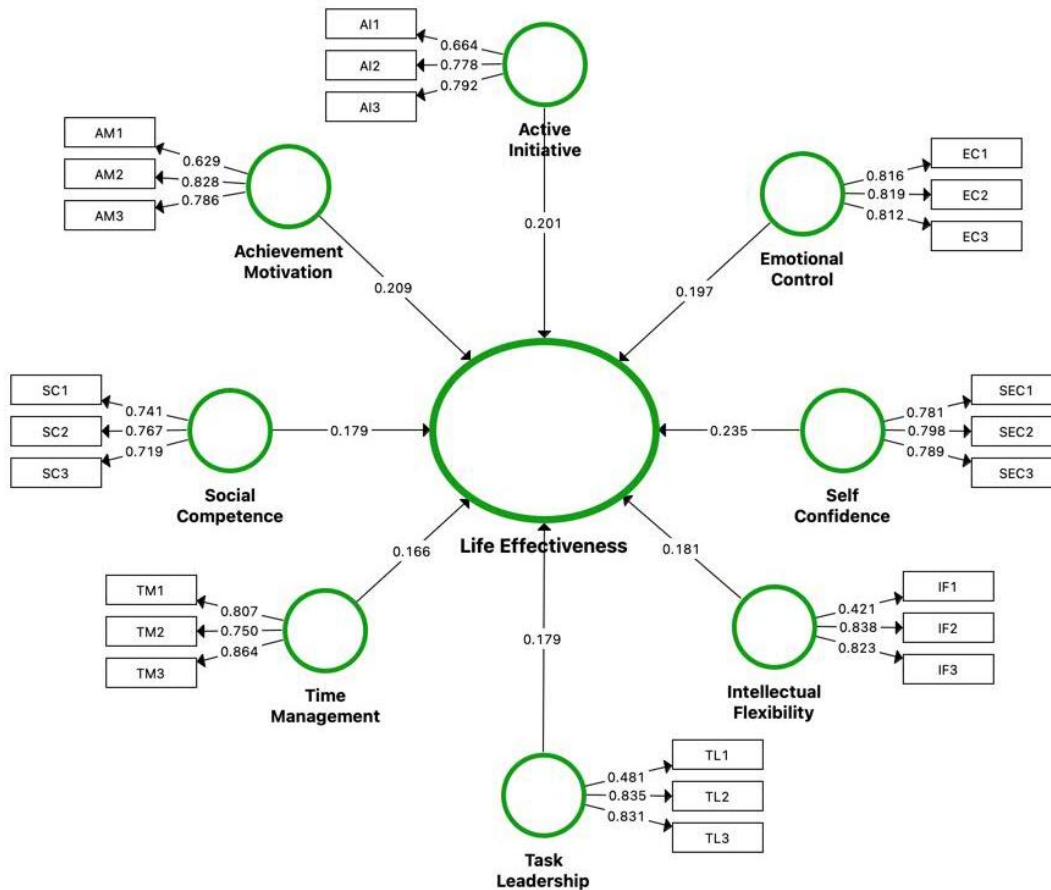 AI1
0.664
AI2
0.778
AI3
0.792
Active
Initiative
AM1
0.629
AM2
0.828
AM3
0.786
Achievement
Motivation
EC1
0.816
EC2
0.819
EC3
0.812
Emotional
Control
0.201
0.209
0.197
SC1
0.741
SC2
0.767
SC3
0.719
Social
Competence
0.179
SEC1
0.781
SEC2
0.798
SEC3
0.789
Self
Confidence
0.235
Life Effectiveness
0.166
0.181
TM1
0.807
TM2
0.750
TM3
0.864
Time
Management
0.179
IF1
0.421
IF2
0.838
IF3
0.823
Intellectual
Flexibility
TL1
0.481
TL2
0.835
TL3
0.831
Task
Leadership